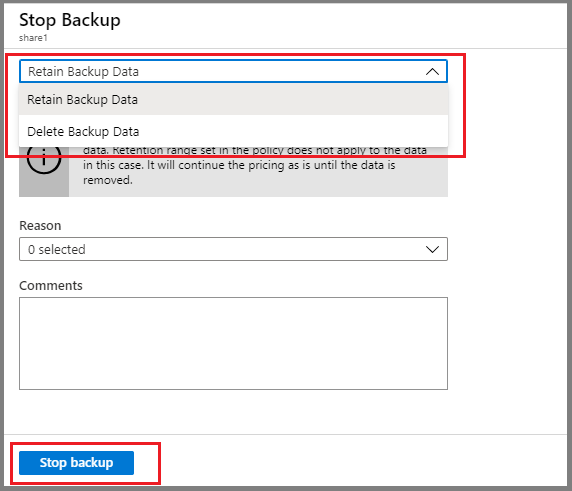 Stop Backup
share1
Retain Backup Data
Retain Backup Data
Delete Backup Data
data. Retention range set in the policy does not apply to the data
in this case. It will continue the pricing as is until the data is
removed.
Reason
0 selected
Comments
Stop backup